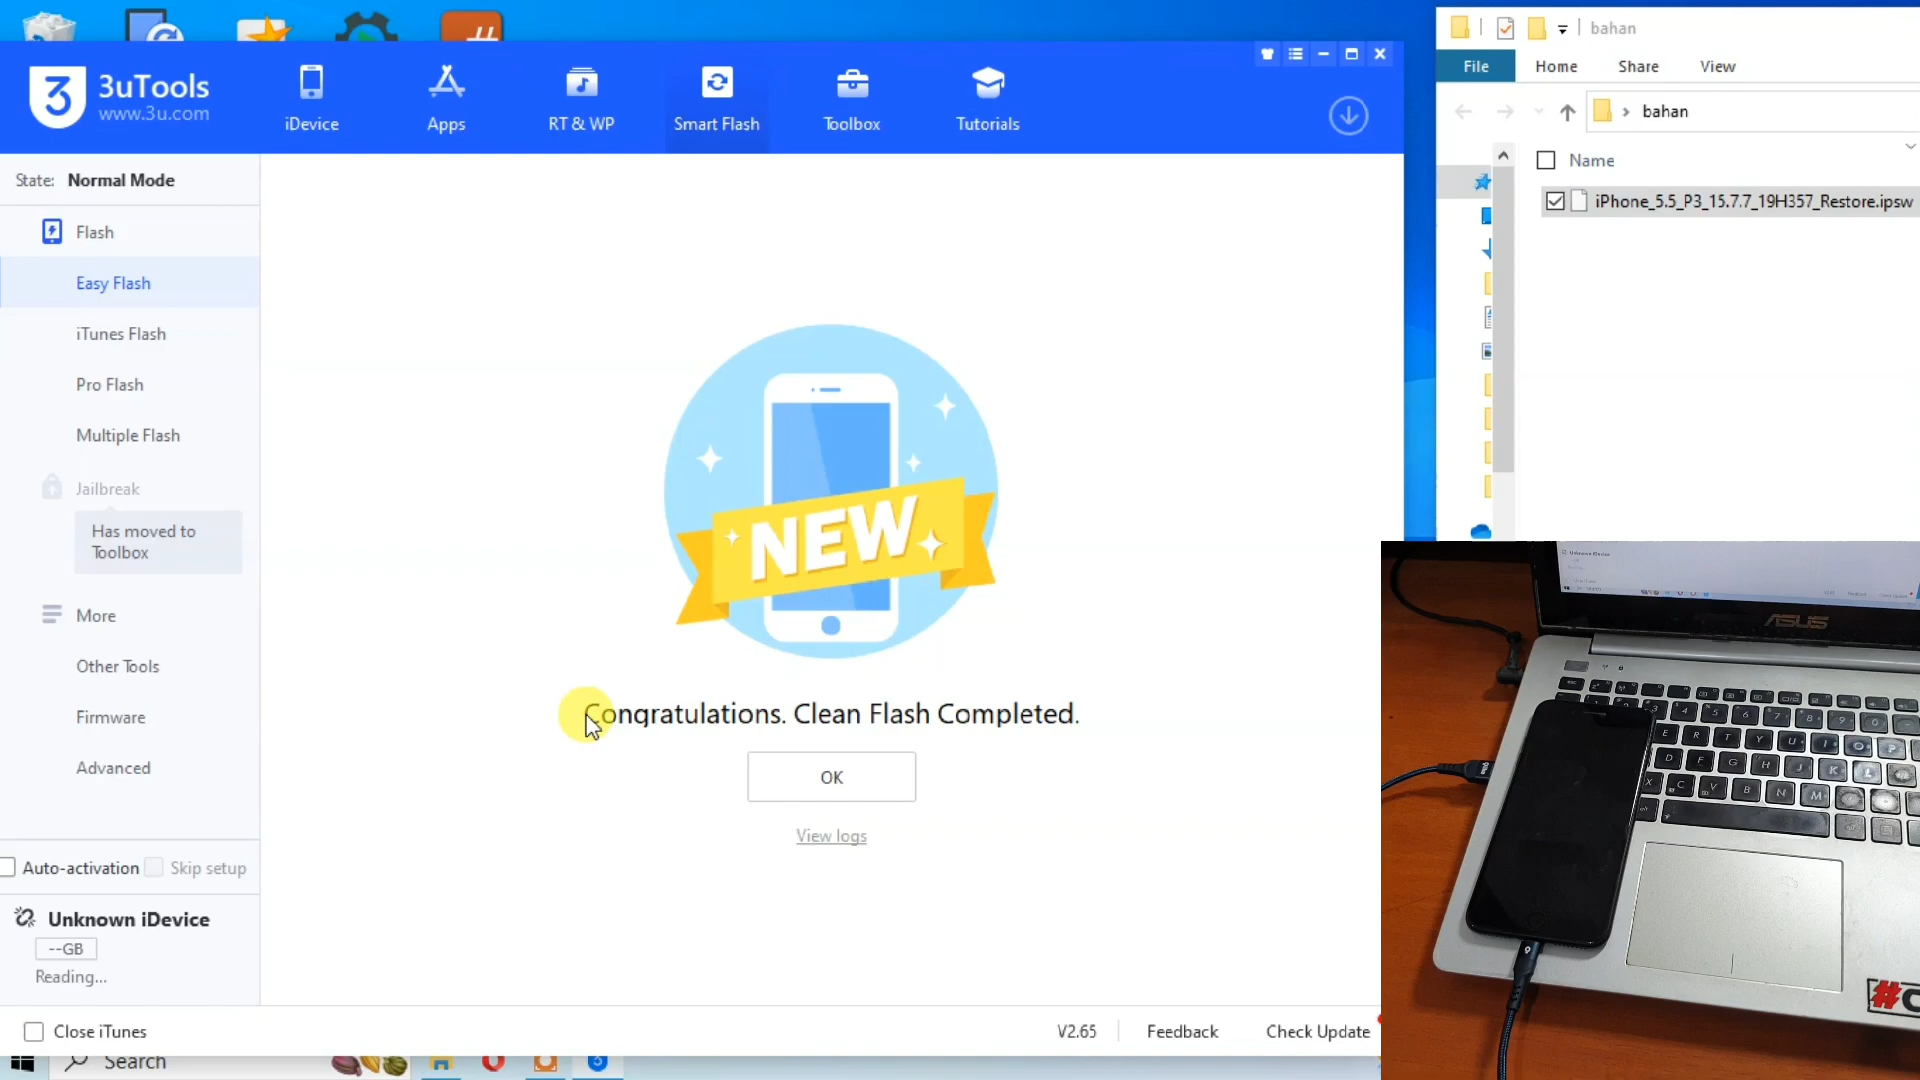 3
3uTools
www.3u.com
iDevice
Apps
RT & WP
Smart Flash
Toolbox
Tutorials
State: Normal Mode
Flash
Easy Flash
iTunes Flash
Pro Flash
Multiple Flash
Jailbreak
Has moved to
Toolbox
More
Other Tools
Firmware
Advanced
Auto-activation
Skip setup
Unknown iDevice
--GB
Reading...
Close iTunes
NEW
Congratulations. Clean Flash Completed.
OK
View logs
V2.65
Feedback
Check Update
Search
bahan
File
Home
Share
View
bahan
Name
iPhone_5.5_P3_15.7.7_19H357_Restore.ipsw
ASUS